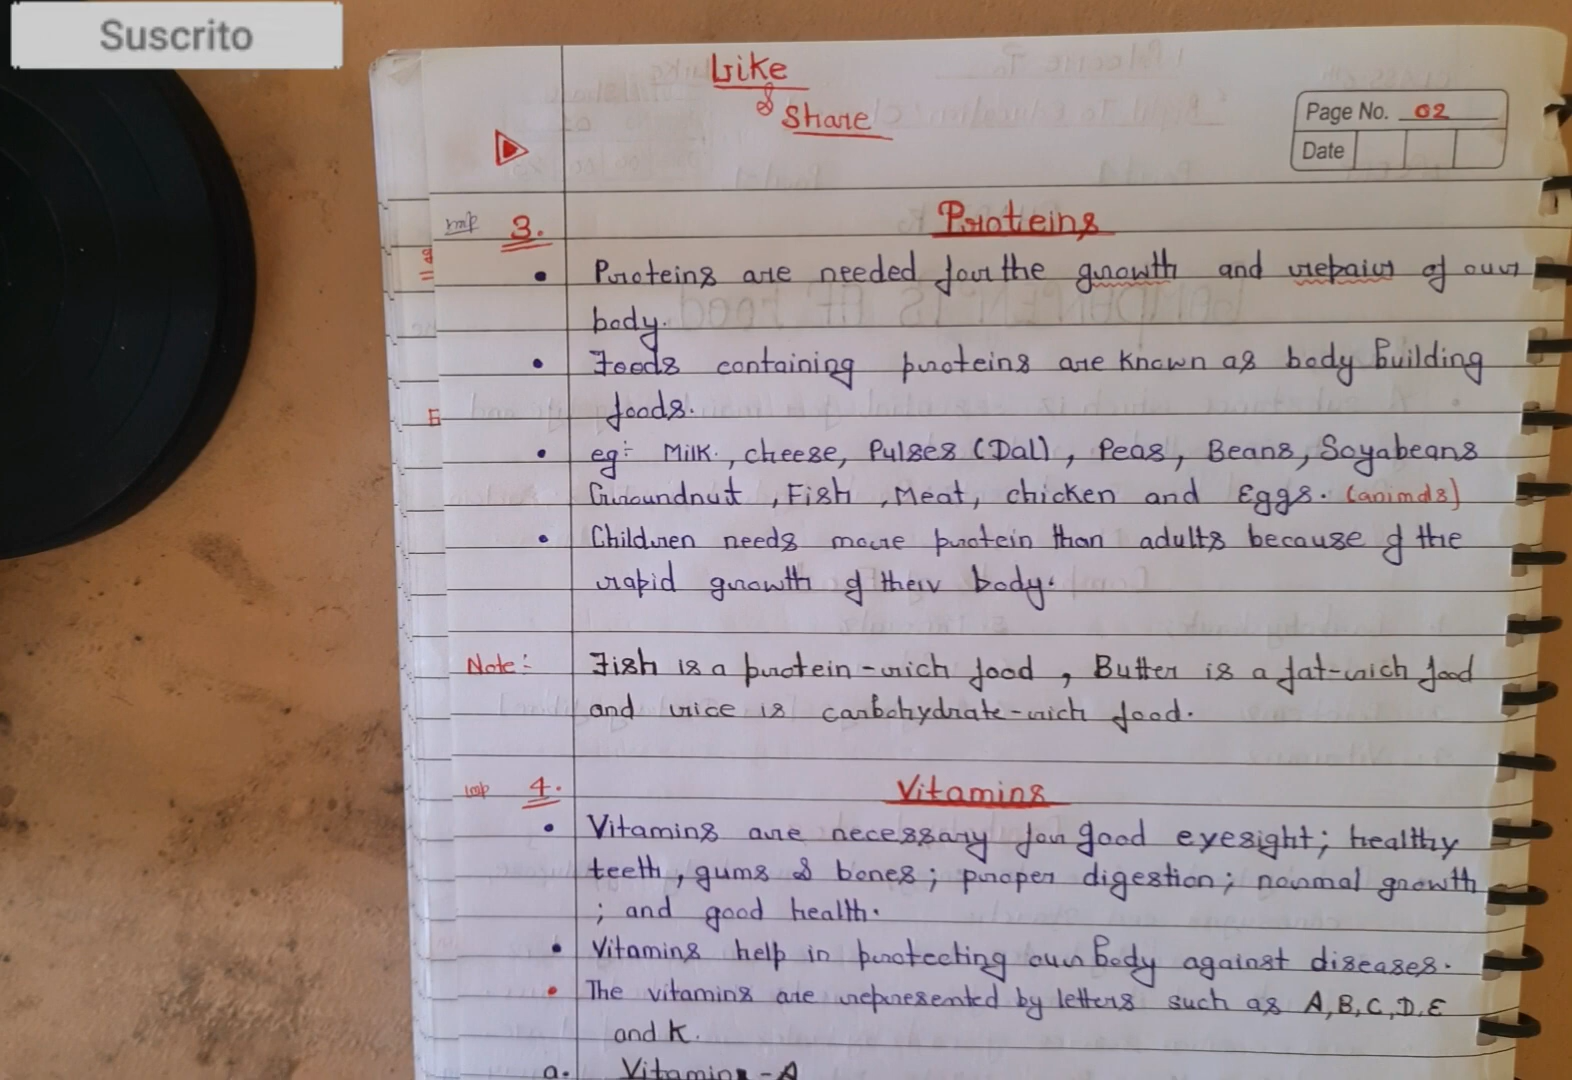 Suscrito
Like
&
Share
Page No. 02
Date
Imp 3. Proteins
• Proteins are needed for the growth and repair of our
body.
• Foods containing proteins are known as body building
foods.
• eg:- Milk, cheese, Pulses (Dal), Peas, Beans, Soyabeans
Groundnut, Fish, Meat, chicken and Eggs. (animals)
• Children needs more protein than adults because of the
rapid growth of their body.
Note:- Fish is a protein-rich food, Butter is a fat-rich food
and rice is carbohydrate-rich food.
Imp 4. Vitamins
• Vitamins are necessary for good eyesight; healthy
teeth, gums & bones; proper digestion; normal growth
; and good health.
• Vitamins help in protecting our body against diseases.
• The vitamins are represented by letters such as A, B, C, D, E
and K.
a. Vitamin - A